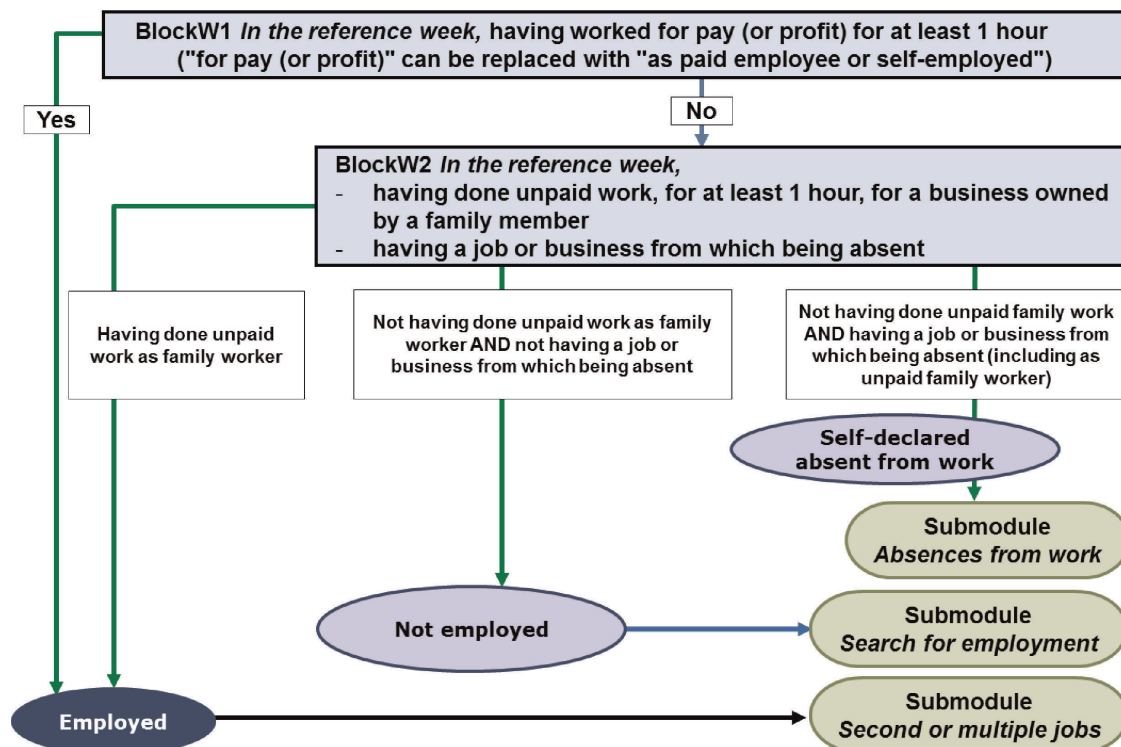 BlockW1 In the reference week, having worked for pay (or profit) for at least 1 hour
("for pay (or profit)" can be replaced with "as paid employee or self-employed")
Yes
No
BlockW2 In the reference week,
- having done unpaid work, for at least 1 hour, for a business owned
by a family member
- having a job or business from which being absent
Having done unpaid
work as family worker
Not having done unpaid work as family
worker AND not having a job or
business from which being absent
Not having done unpaid family work
AND having a job or business from
which being absent (including as
unpaid family worker)
Self-declared
absent from work
Submodule
Absences from work
Not employed
Submodule
Search for employment
Employed
Submodule
Second or multiple jobs